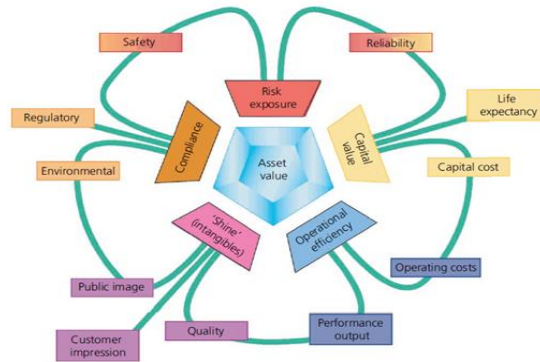 Safety
Reliability
Risk
exposure
Regulatory
Life
expectancy
Compliance
Capital
value
Environmental
Asset
value
Capital cost
'Shine'
(intangibles)
Operational
efficiency
Operating costs
Public image
Customer
impression
Quality
Performance
output